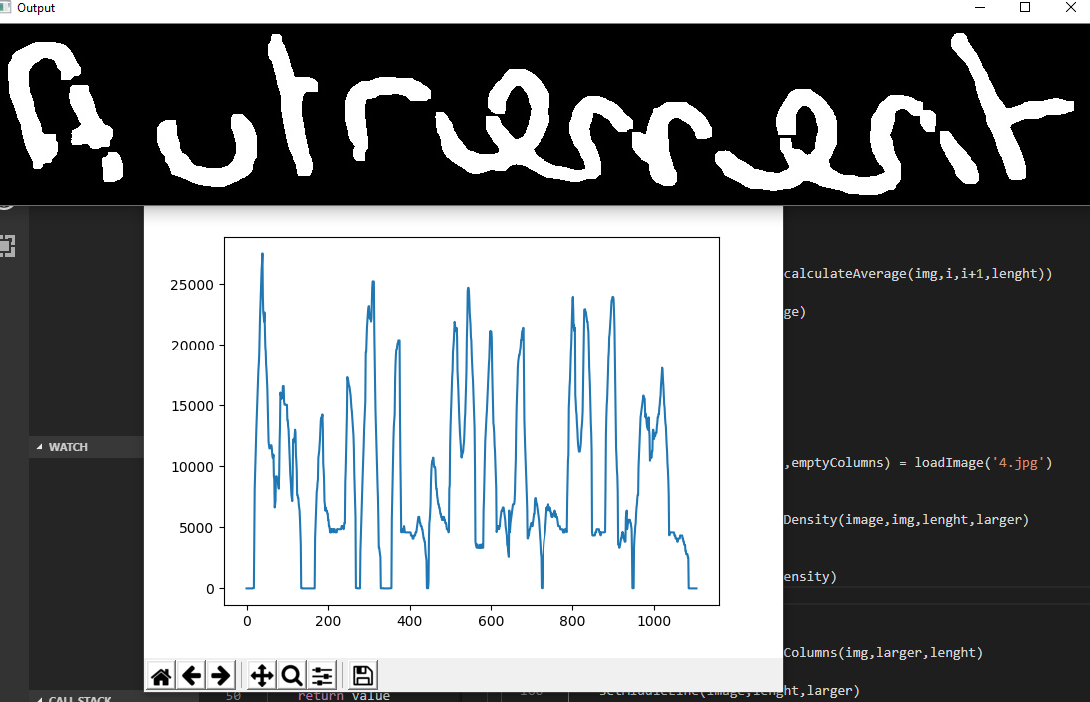 Output
Autrement
calculateAverage(img,i,i+1,lenght))
ge)
25000
20000
15000
10000
5000
0
0 200 400 600 800 1000
WATCH
,emptyColumns) = loadImage('4.jpg')
Density(image,img,lenght,larger)
ensity)
Columns(img,larger,lenght)
CALL STACK
50 return value
(image,lenght,larger)